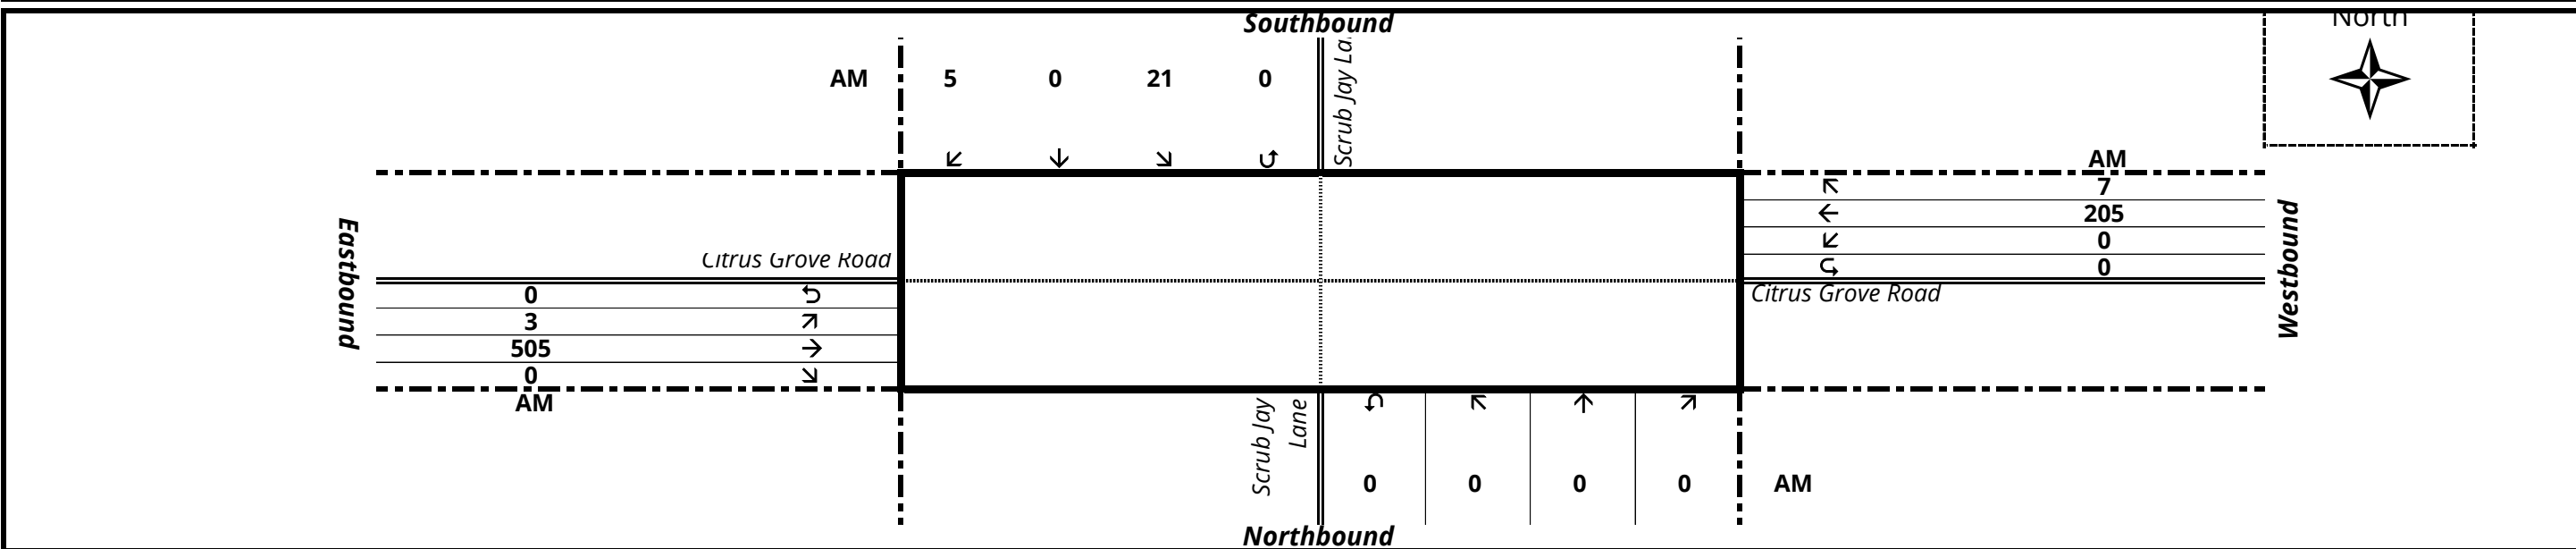 Southbound
North
AM 5 0 21 0
Scrub Jay La
↙ ↓ ↘ ↺
AM
↖ 7
← 205
↙ 0
0
Eastbound
Westbound
Citrus Grove Road
Citrus Grove Road
0
3 ↗
505 →
0 ↘
AM
Scrub Jay
Lane
↖ ↑ ↗
0 0 0 0 AM
Northbound